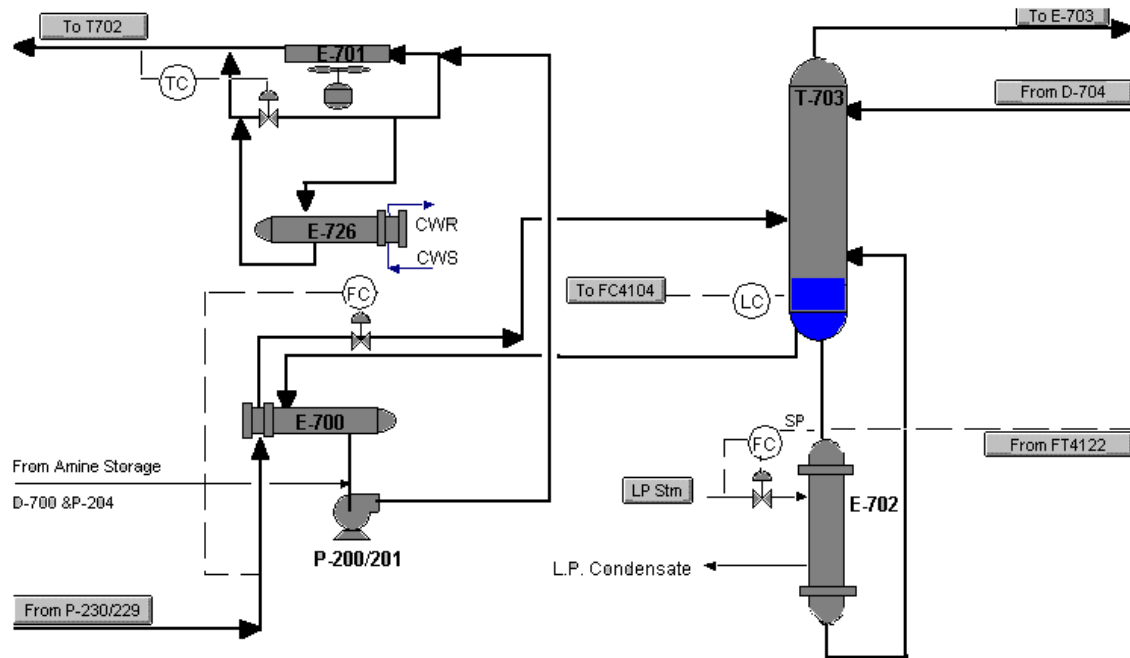 To T702
To E-703
E-701
TC
T-703
From D-704
E-726
CWR
CWS
FC
To FC4104
LC
E-700
SP
FC
From FT4122
From Amine Storage
D-700 &P-204
LP Stm
E-702
P-200/201
L.P. Condensate
From P-230/229